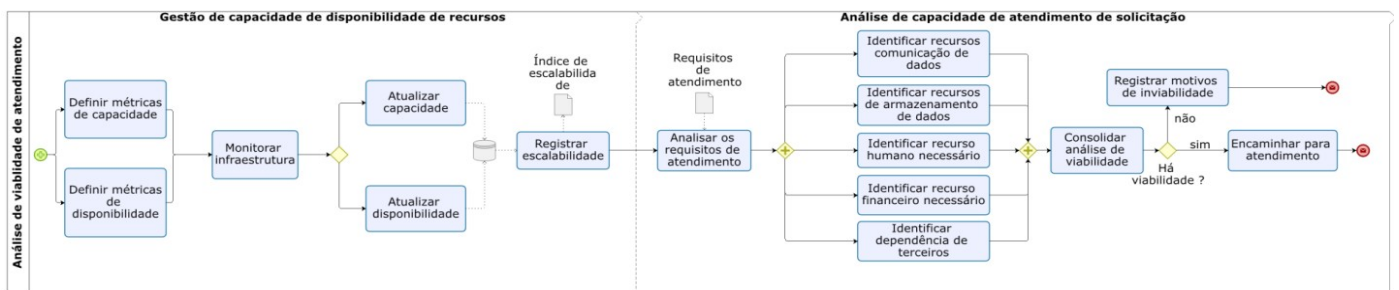 Análise de viablidade de atendimento
Gestão de capacidade de disponibilidade de recursos
Definir métricas
de capacidade
Definir métricas
de
disponibilidade
Monitorar
infraestrutura
Atualizar
capacidade
Atualizar
disponibilidade
Índice de
escalabilida
de
Registrar
escalabilidade
Análise de capacidade de atendimento de solicitação
Requisitos
de
atendimento
Analisar os
requisitos de
atendimento
Identificar recursos
comunicação de
dados
Identificar recursos
de armazenamento
de dados
Identificar recurso
humano necessário
Identificar recurso
financeiro necessário
Identificar
dependência de
terceiros
Consolidar
análise de
viabilidade
Há
viabilidade ?
não
Registrar motivos
de inviabilidade
sim
Encaminhar para
atendimento